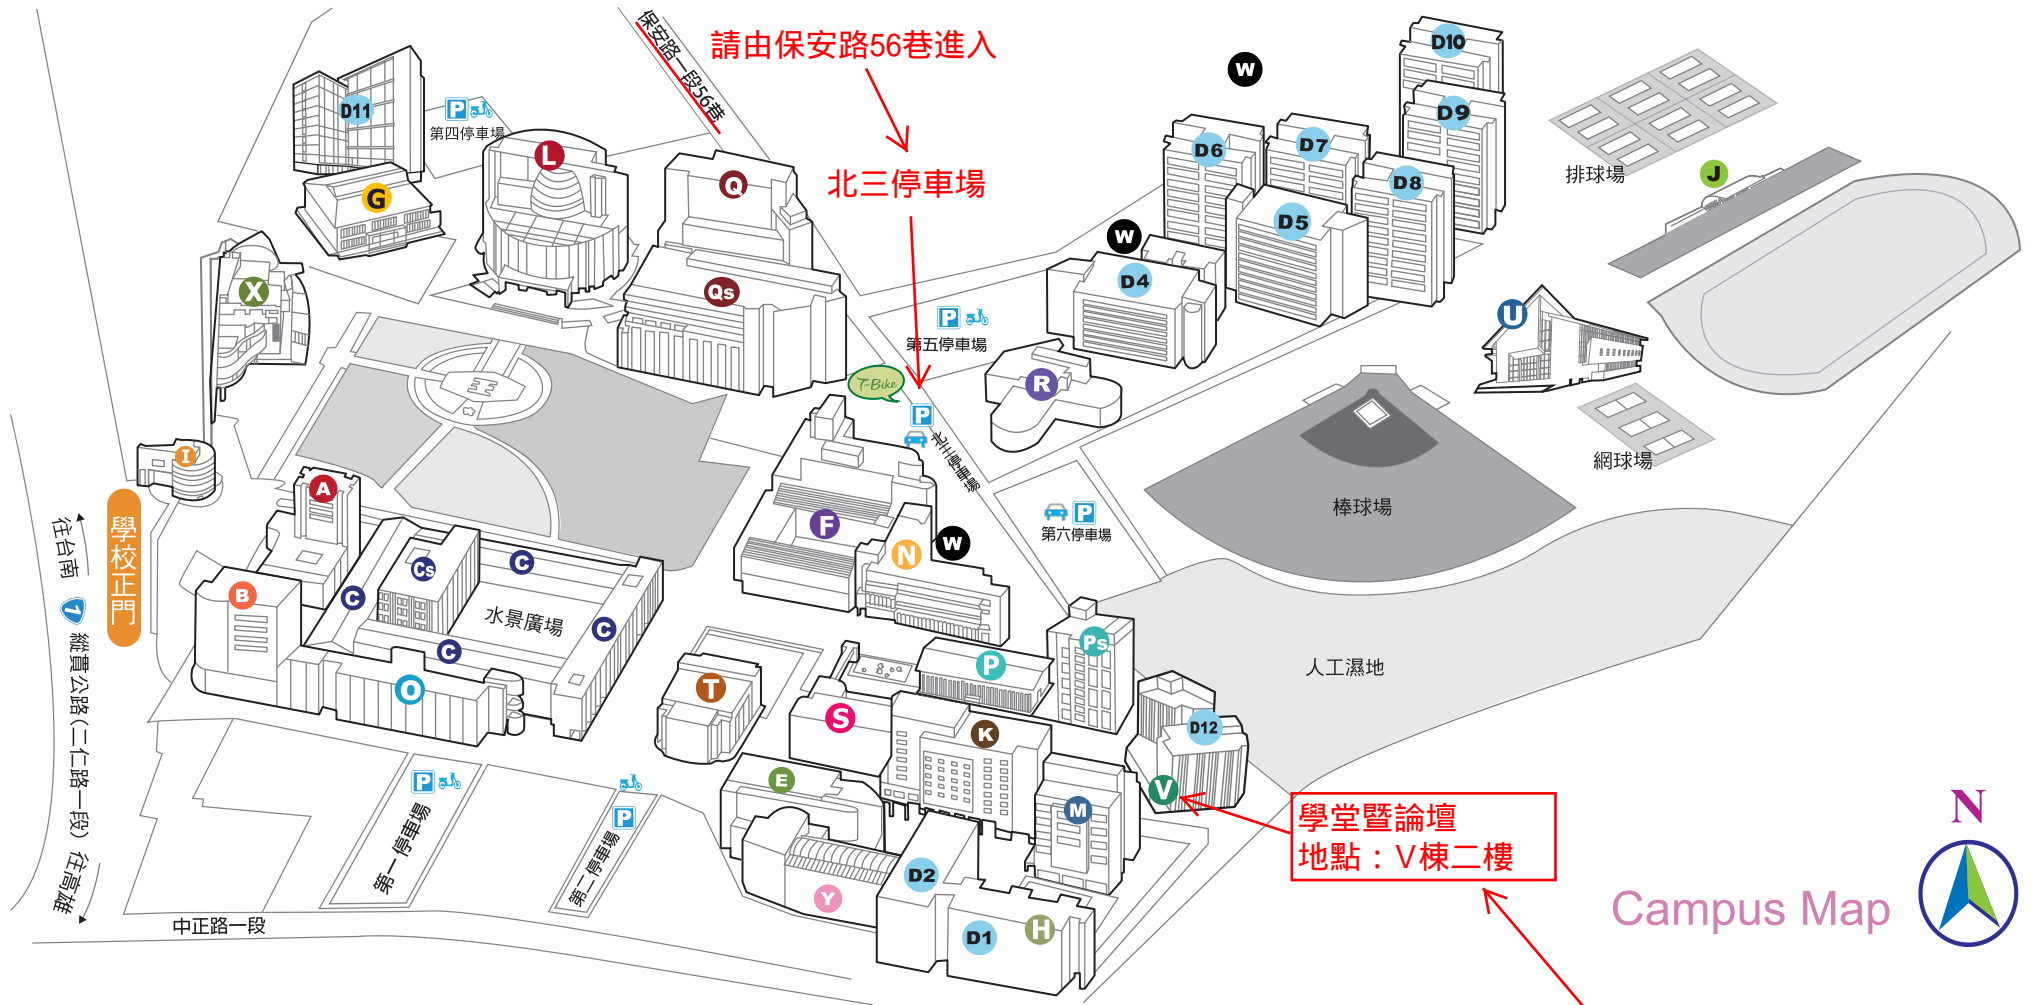 保安路一段56巷
請由保安路56巷進入
北三停車場
D10
W
D9
D11
P
第四停車場
L
Q
G
D6
D7
D8
D5
排球場
J
W
D4
X
Qs
U
P
第五停車場
T-Bike
R
P
北三停車場
I
A
網球場
棒球場
學校正門
往台南
1
縱貫公路(二仁路一段)
往高雄
F
N
W
P
第六停車場
B
Cs
C
C
C
C
水景廣場
O
T
P
Ps
人工濕地
S
K
D12
V
E
M
P
第一停車場
P
第二停車場
Y
D2
D1
H
中正路一段
學堂暨論壇
地點：V棟二樓
N
Campus Map